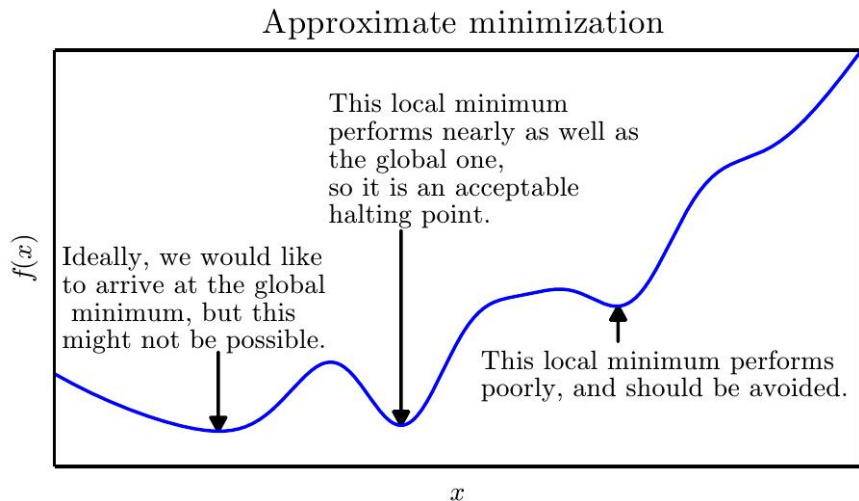 Approximate minimization
This local minimum
performs nearly as well as
the global one,
so it is an acceptable
halting point.
Ideally, we would like
to arrive at the global
minimum, but this
might not be possible.
This local minimum performs
poorly, and should be avoided.
f(x)
x